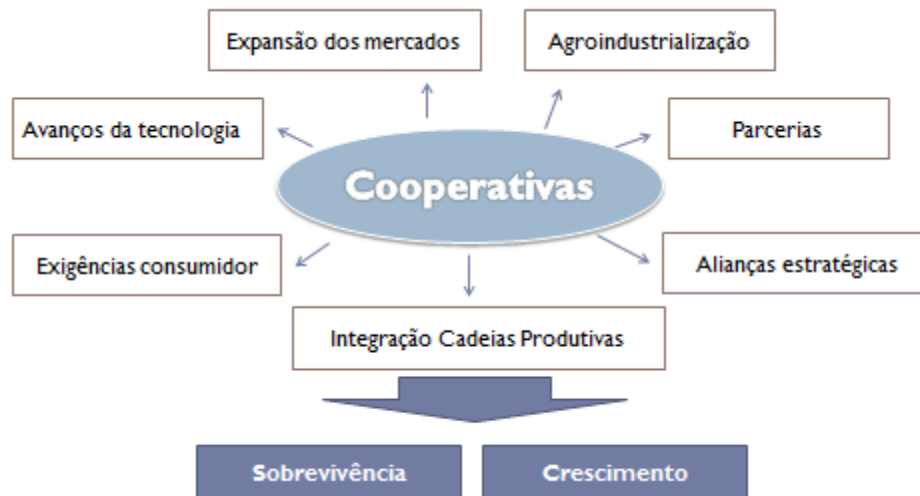 Expansão dos mercados
Agroindustrialização
Avanços da tecnologia
Parcerias
Cooperativas
Exigências consumidor
Alianças estratégicas
Integração Cadeias Produtivas
Sobrevivência
Crescimento